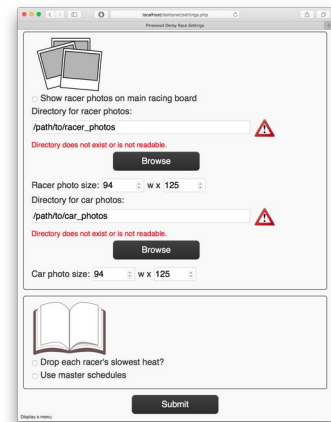 localhost/derbynet/settings.php
Pinewood Derby Race Settings
Show racer photos on main racing board
Directory for racer photos:
/path/to/racer_photos
Directory does not exist or is not readable.
Browse
Racer photo size: 94 w x 125
Directory for car photos:
/path/to/car_photos
Directory does not exist or is not readable.
Browse
Car photo size: 94 w x 125
Drop each racer's slowest heat?
Use master schedules
Submit
Display a menu